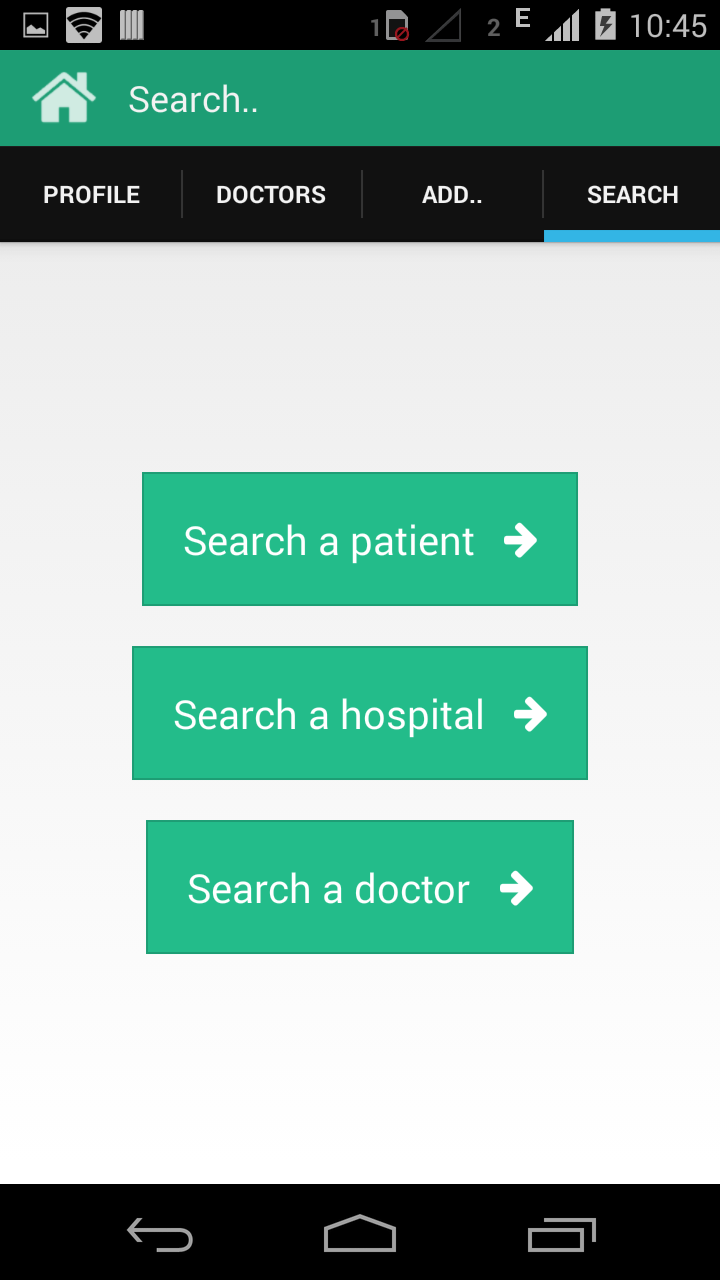 1 2 E 10:45
Search..
PROFILE DOCTORS ADD.. SEARCH
Search a patient
Search a hospital
Search a doctor